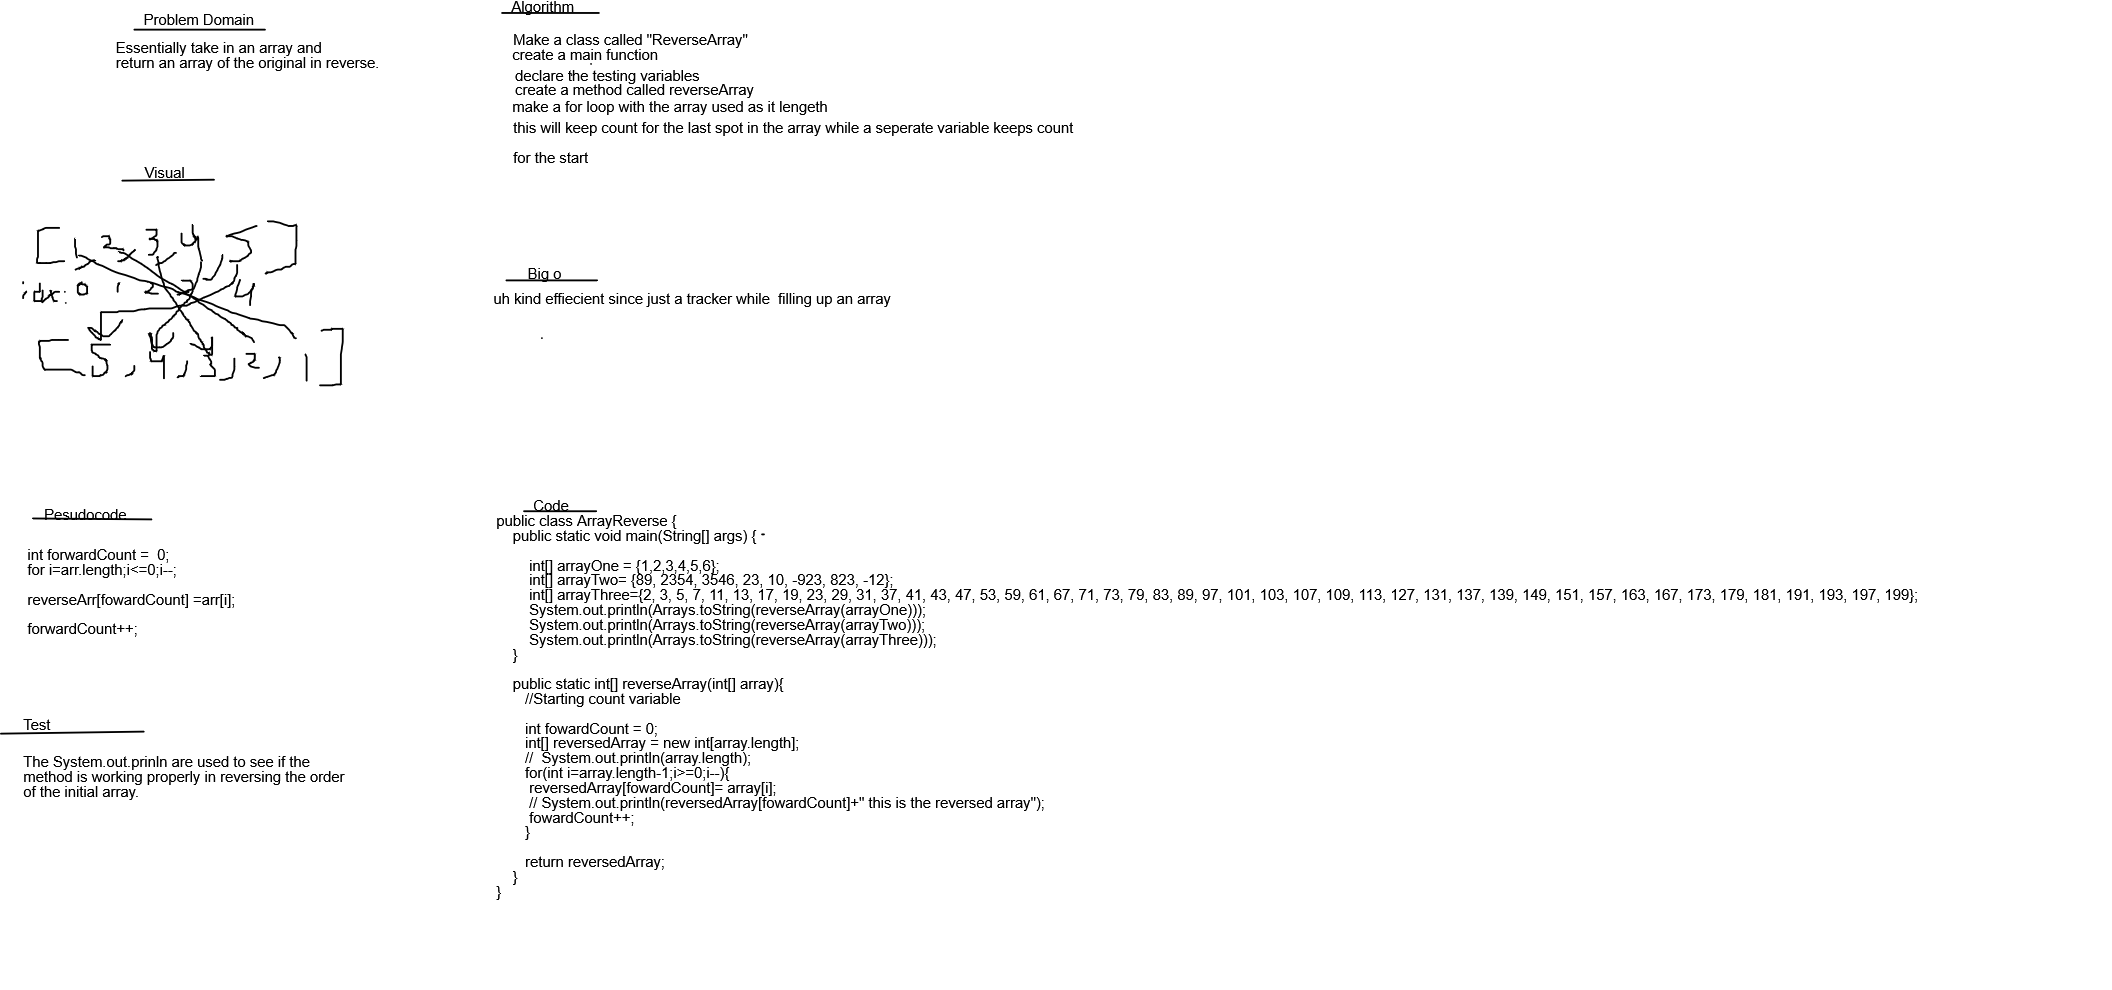 Problem Domain
Essentially take in an array and
return an array of the original in reverse.
Visual
[1, 2, 3, 4, 5]
idx: 0 1 2 3 4
[5, 4, 3, 2, 1]
Pesudocode
int forwardCount =  0;
for i=arr.length;i<=0;i--;
reverseArr[fowardCount] =arr[i];
forwardCount++;
Test
The System.out.prinln are used to see if the
method is working properly in reversing the order
of the initial array.
Algorithm
Make a class called "ReverseArray"
create a main function
declare the testing variables
create a method called reverseArray
make a for loop with the array used as it lengeth
this will keep count for the last spot in the array while a seperate variable keeps count
for the start
Big o
uh kind effiecient since just a tracker while  filling up an array
Code
public class ArrayReverse {
public static void main(String[] args) {
int[] arrayOne = {1,2,3,4,5,6};
int[] arrayTwo= {89, 2354, 3546, 23, 10, -923, 823, -12};
int[] arrayThree={2, 3, 5, 7, 11, 13, 17, 19, 23, 29, 31, 37, 41, 43, 47, 53, 59, 61, 67, 71, 73, 79, 83, 89, 97, 101, 103, 107, 109, 113, 127, 131, 137, 139, 149, 151, 157, 163, 167, 173, 179, 181, 191, 193, 197, 199};
System.out.println(Arrays.toString(reverseArray(arrayOne)));
System.out.println(Arrays.toString(reverseArray(arrayTwo)));
System.out.println(Arrays.toString(reverseArray(arrayThree)));
}
public static int[] reverseArray(int[] array){
//Starting count variable
int fowardCount = 0;
int[] reversedArray = new int[array.length];
//  System.out.println(array.length);
for(int i=array.length-1;i>=0;i--){
reversedArray[fowardCount]= array[i];
// System.out.println(reversedArray[fowardCount]+" this is the reversed array");
fowardCount++;
}
return reversedArray;
}
}